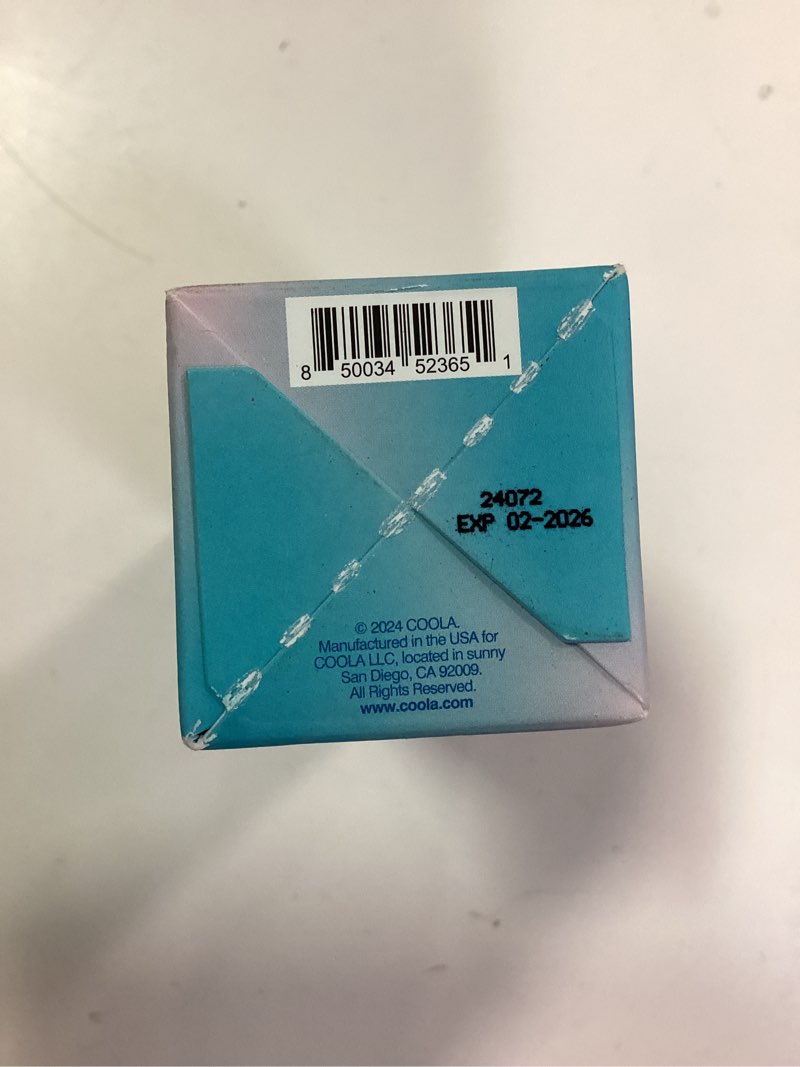 8 50034 52365 1
24072
EXP 02-2026
© 2024 COOLA.
Manufactured in the USA for
COOLA LLC, located in sunny
San Diego, CA 92009.
All Rights Reserved.
www.coola.com